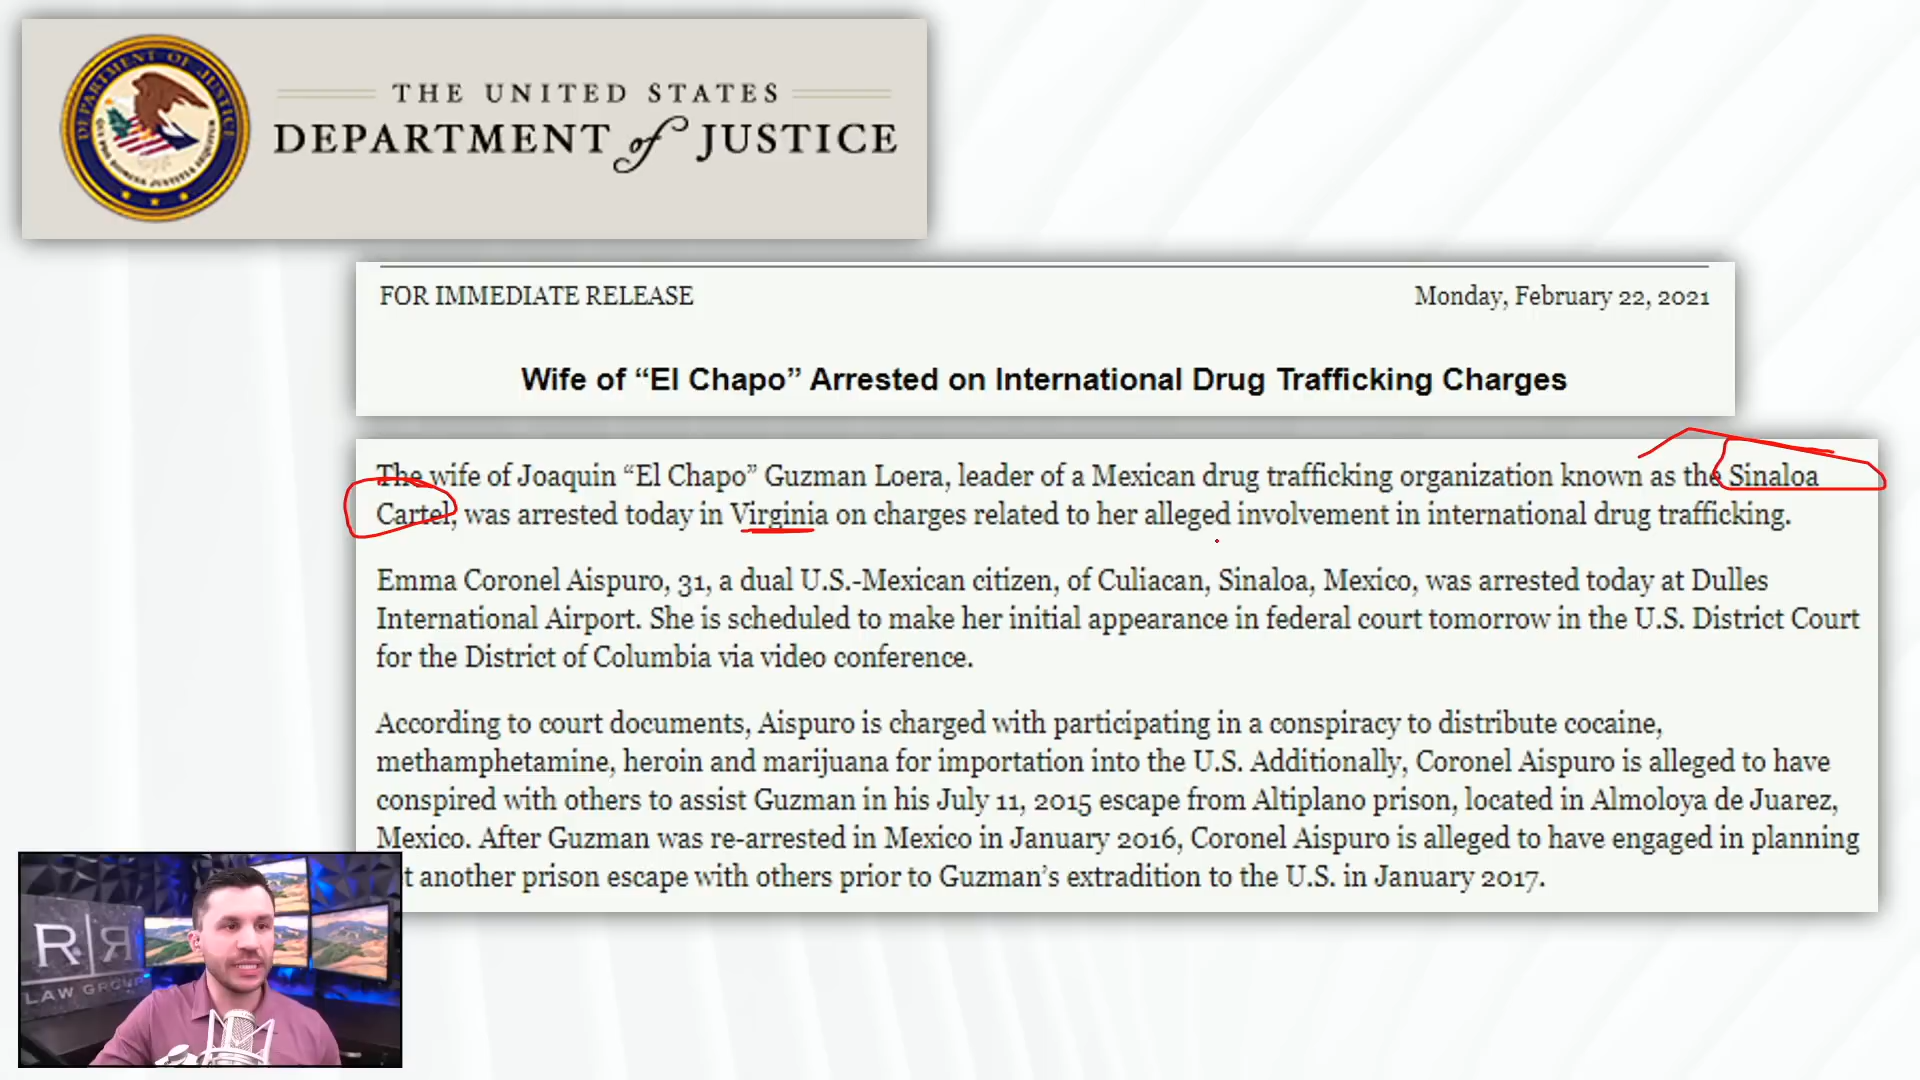 DEPARTMENT OF JUSTICE
THE UNITED STATES
DEPARTMENT of JUSTICE
FOR IMMEDIATE RELEASE
Monday, February 22, 2021
Wife of “El Chapo” Arrested on International Drug Trafficking Charges
The wife of Joaquin “El Chapo” Guzman Loera, leader of a Mexican drug trafficking organization known as the Sinaloa
Cartel, was arrested today in Virginia on charges related to her alleged involvement in international drug trafficking.
Emma Coronel Aispuro, 31, a dual U.S.-Mexican citizen, of Culiacan, Sinaloa, Mexico, was arrested today at Dulles
International Airport. She is scheduled to make her initial appearance in federal court tomorrow in the U.S. District Court
for the District of Columbia via video conference.
According to court documents, Aispuro is charged with participating in a conspiracy to distribute cocaine,
methamphetamine, heroin and marijuana for importation into the U.S. Additionally, Coronel Aispuro is alleged to have
conspired with others to assist Guzman in his July 11, 2015 escape from Altiplano prison, located in Almoloya de Juarez,
Mexico. After Guzman was re-arrested in Mexico in January 2016, Coronel Aispuro is alleged to have engaged in planning
t another prison escape with others prior to Guzman’s extradition to the U.S. in January 2017.
R|R
LAW GROUP